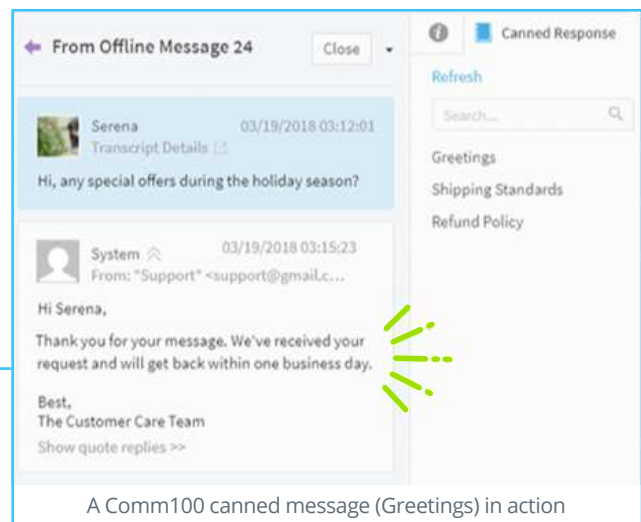 From Offline Message 24
Close
Serena 03/19/2018 03:12:01
Transcript Details
Hi, any special offers during the holiday season?
System 03/19/2018 03:15:23
From: "Support" <support@gmail.c...
Hi Serena,
Thank you for your message. We've received your
request and will get back within one business day.
Best,
The Customer Care Team
Show quote replies >>
Canned Response
Refresh
Search...
Greetings
Shipping Standards
Refund Policy
A Comm100 canned message (Greetings) in action